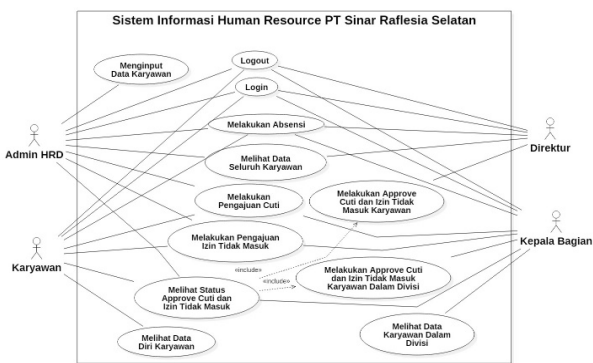 Sistem Informasi Human Resource PT Sinar Raflesia Selatan
Menginput
Data Karyawan
Logout
Login
Melakukan Absensi
Melihat Data
Seluruh Karyawan
Melakukan
Pengajuan Cuti
Melakukan Approve
Cuti dan Izin Tidak
Masuk Karyawan
Melakukan Pengajuan
Izin Tidak Masuk
«include»
«include»
Melihat Status
Approve Cuti dan
Izin Tidak Masuk
Melakukan Approve Cuti
dan Izin Tidak Masuk
Karyawan Dalam Divisi
Melihat Data
Diri Karyawan
Melihat Data
Karyawan Dalam
Divisi
Admin HRD
Karyawan
Direktur
Kepala Bagian